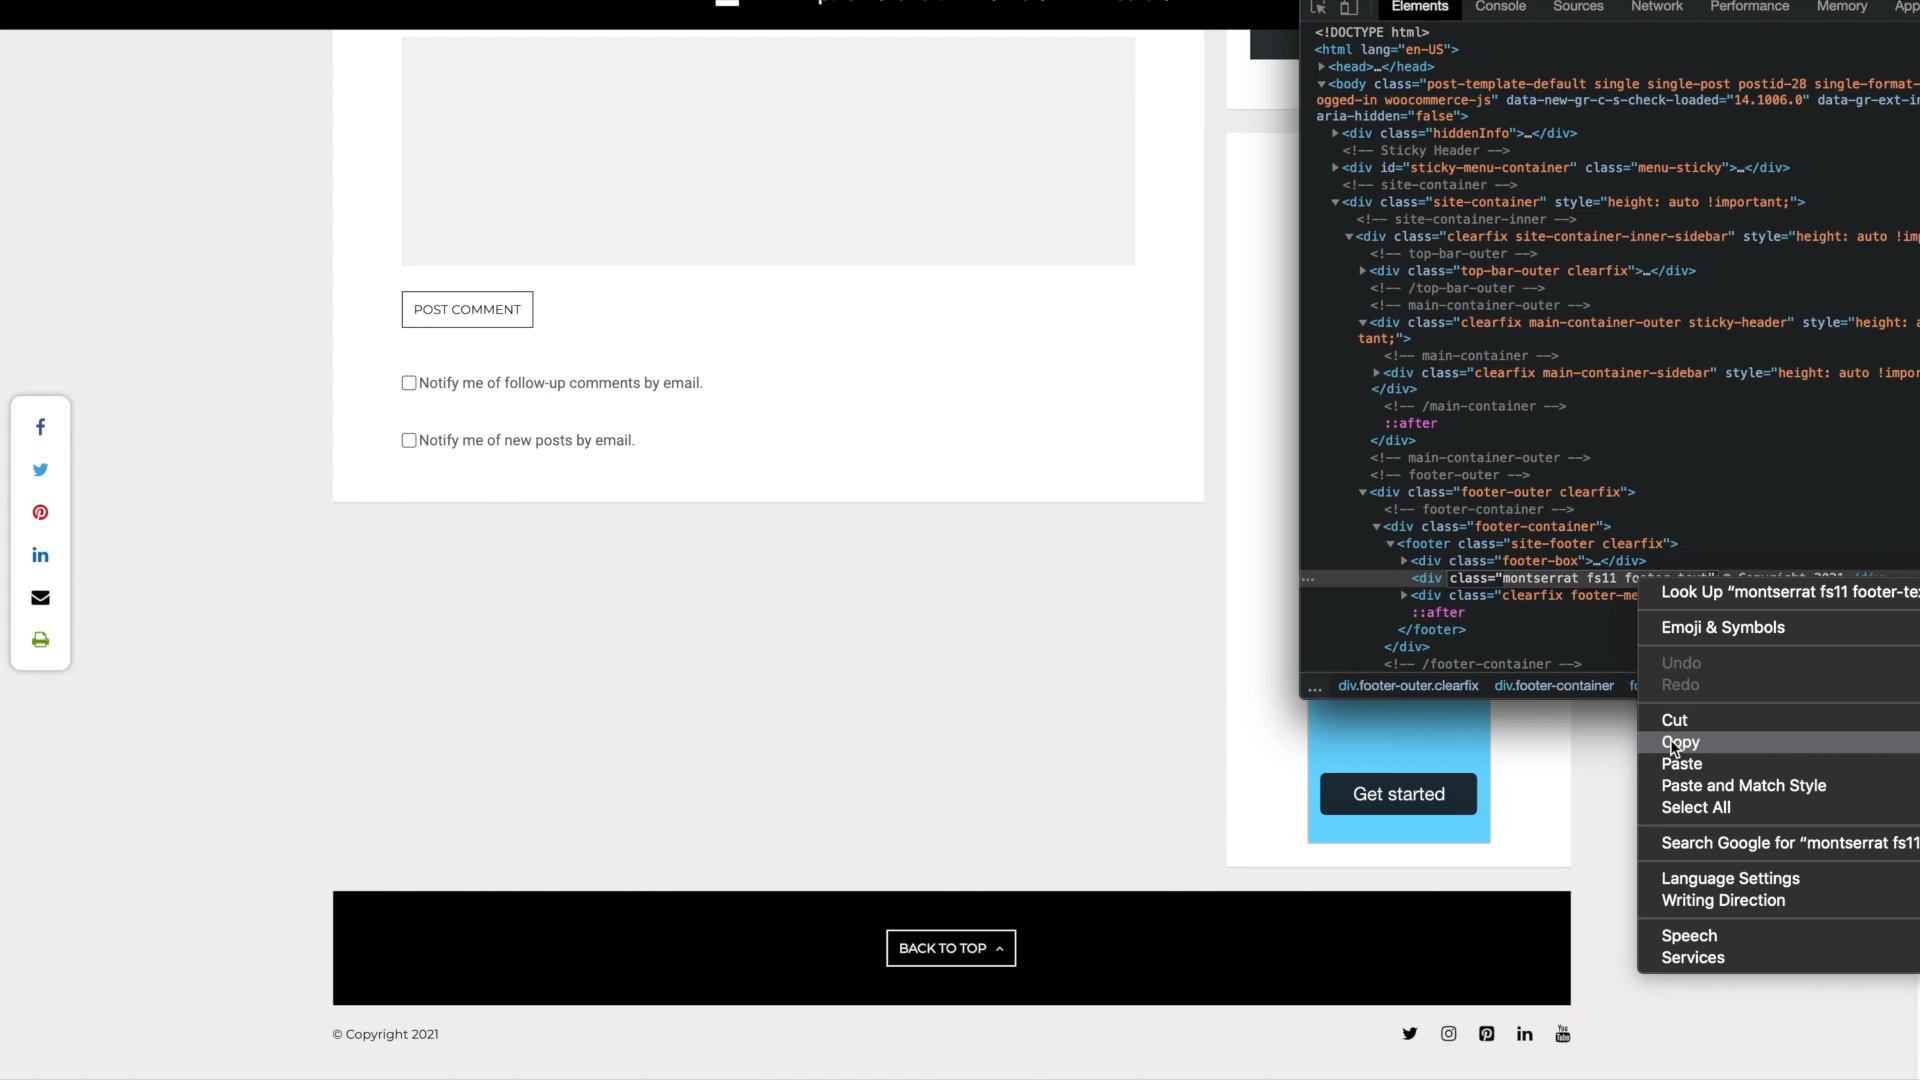 POST COMMENT
Notify me of follow-up comments by email.
Notify me of new posts by email.
Elements Console Sources Network Performance Memory App
<!DOCTYPE html>
<html lang="en-US">
<head>…</head>
<body class="post-template-default single single-post postid-28 single-format-
ogged-in woocommerce-js" data-new-gr-c-s-check-loaded="14.1006.0" data-gr-ext-in
aria-hidden="false">
<div class="hiddenInfo">…</div>
<!-- Sticky Header -->
<div id="sticky-menu-container" class="menu-sticky">…</div>
<!-- site-container -->
<div class="site-container" style="height: auto !important;">
<!-- site-container-inner -->
<div class="clearfix site-container-inner-sidebar" style="height: auto !im
<!-- top-bar-outer -->
<div class="top-bar-outer clearfix">…</div>
<!-- /top-bar-outer -->
<!-- main-container-outer -->
<div class="clearfix main-container-outer sticky-header" style="height: a
tant;">
<!-- main-container -->
<div class="clearfix main-container-sidebar" style="height: auto !impor
</div>
<!-- /main-container -->
::after
</div>
<!-- main-container-outer -->
<!-- footer-outer -->
<div class="footer-outer clearfix">
<!-- footer-container -->
<div class="footer-container">
<footer class="site-footer clearfix">
<div class="footer-box">…</div>
<div class="montserrat fs11 footer-text" © Copyright 2021</div>
<div class="clearfix footer-me
::after
</footer>
</div>
<!-- /footer-container -->
... div.footer-outer.clearfix div.footer-container fo
Look Up “montserrat fs11 footer-tex
Emoji & Symbols
Undo
Redo
Cut
Copy
Paste
Paste and Match Style
Select All
Search Google for “montserrat fs11
Language Settings
Writing Direction
Speech
Services
Get started
BACK TO TOP
© Copyright 2021
You Tube